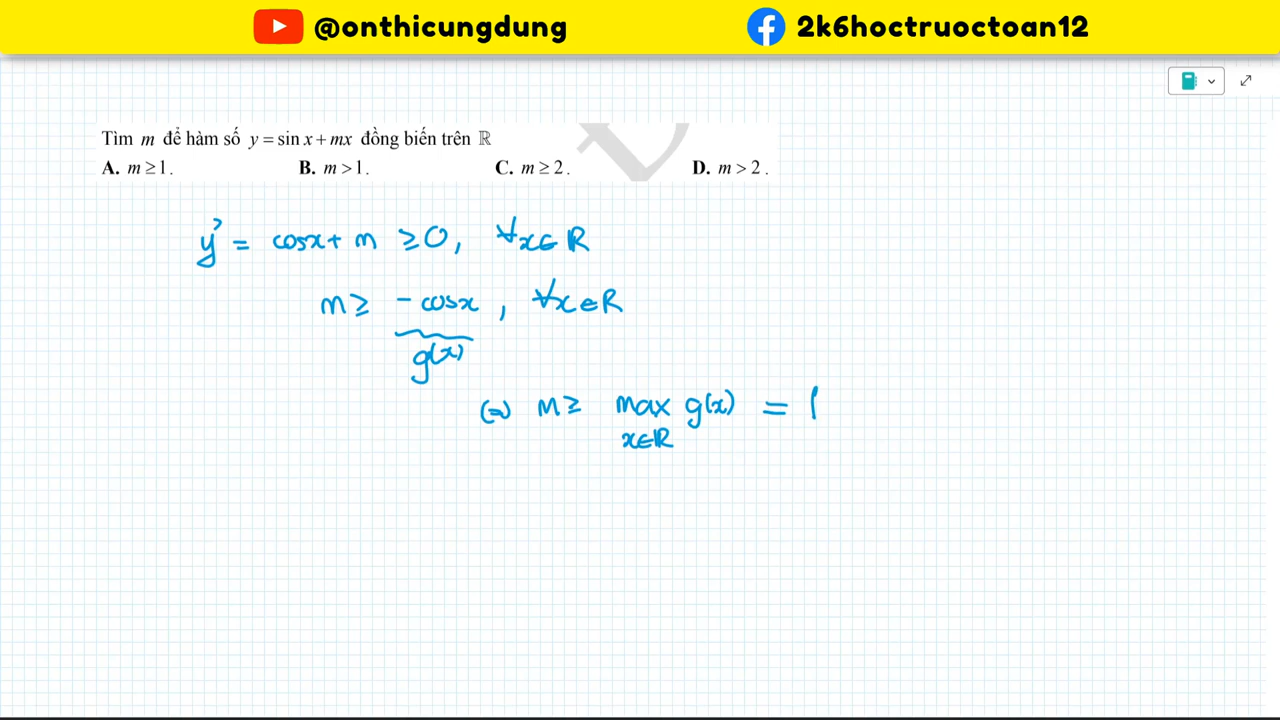 @onthicungdung 2k6hoctruoctoan12
Tìm m để hàm số y = sin x + mx đồng biến trên ℝ
A. m ≥ 1. B. m > 1. C. m ≥ 2. D. m > 2.
y' = cosx + m ≥ 0, ∀x∈R
m ≥ - cosx, ∀x∈R
g(x)
(=) m ≥ max g(x) = 1
x∈R